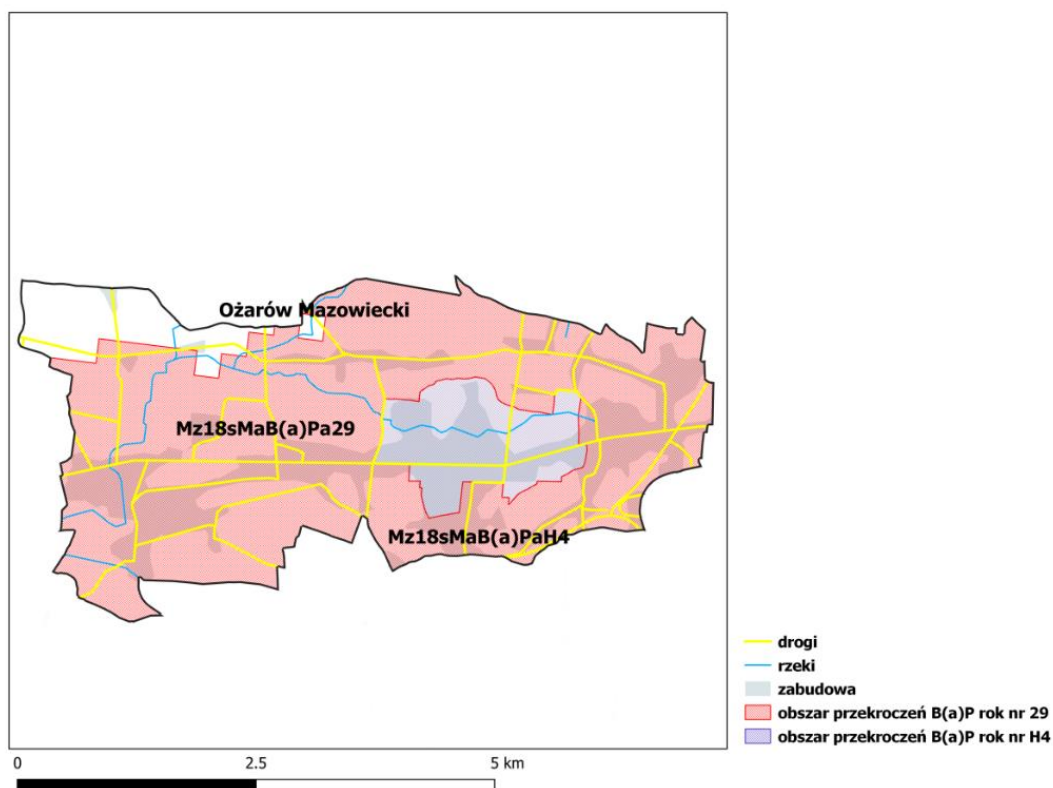 Ożarów Mazowiecki
Mz18sMaB(a)Pa29
Mz18sMaB(a)PaH4
drogi
rzeki
zabudowa
obszar przekroczeń B(a)P rok nr 29
obszar przekroczeń B(a)P rok nr H4
0 2.5 5 km